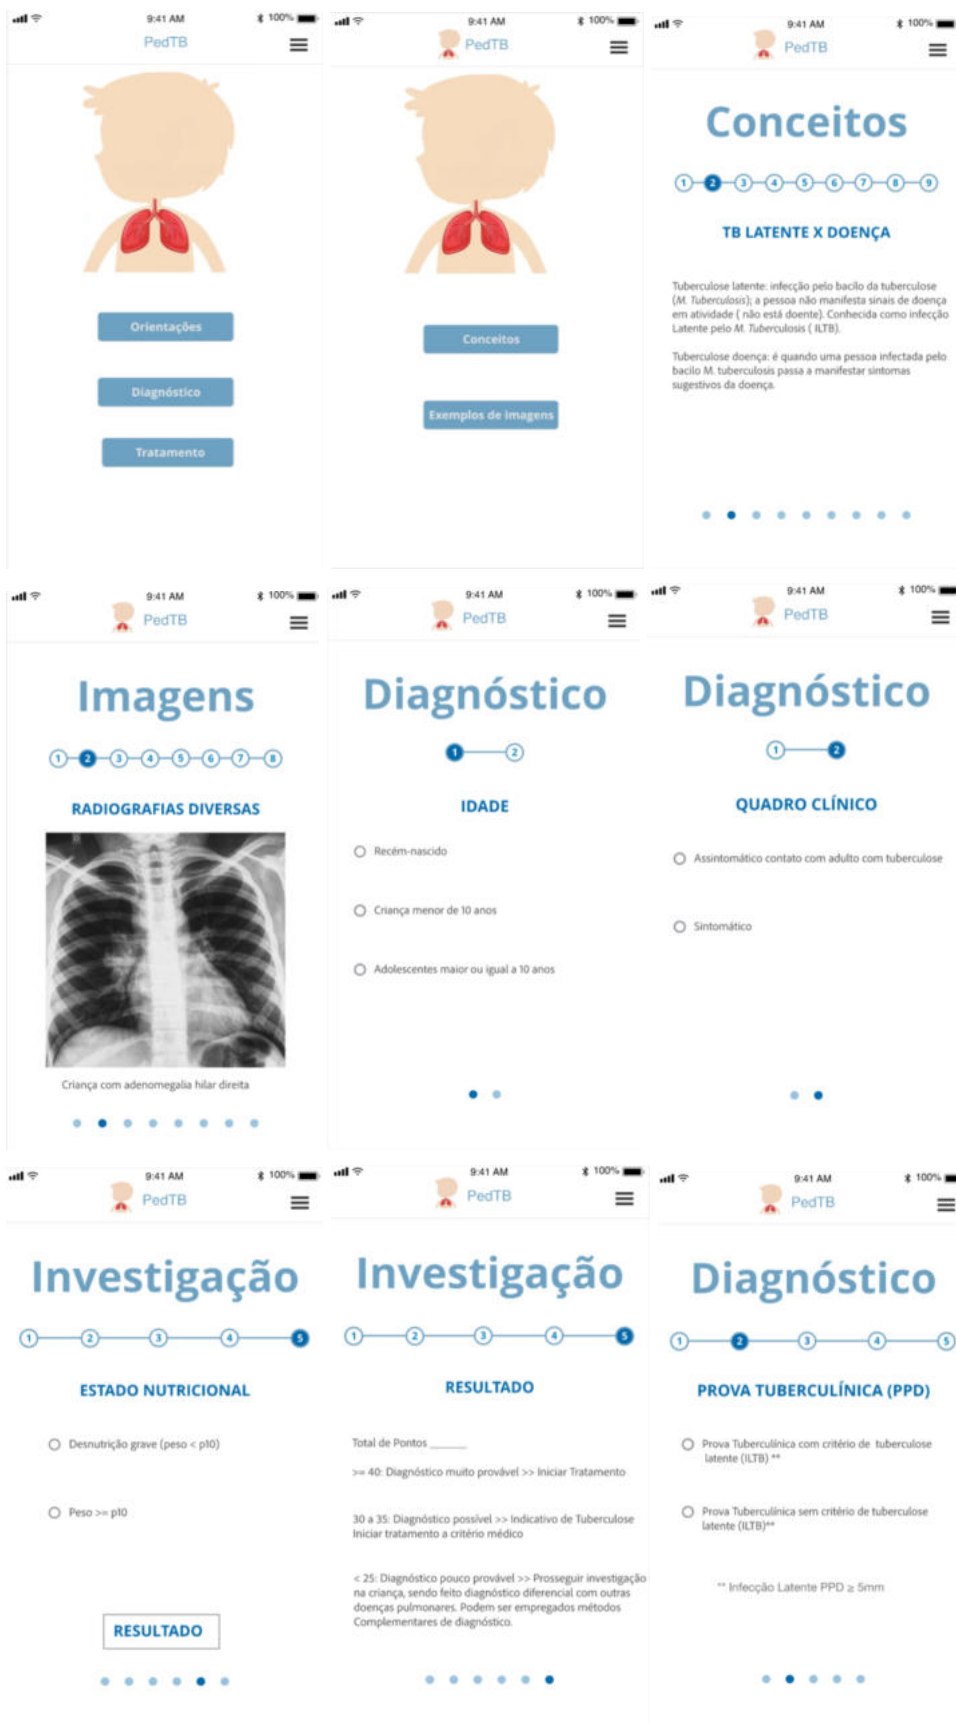 9:41 AM
100%
PedTB
Orientações
Diagnóstico
Tratamento
9:41 AM
100%
PedTB
Conceitos
Exemplos de imagens
9:41 AM
100%
PedTB
Conceitos
1 2 3 4 5 6 7 8 9
TB LATENTE X DOENÇA
Tuberculose latente: infecção pelo bacilo da tuberculose
(M. Tuberculosis); a pessoa não manifesta sinais de doença
em atividade ( não está doente). Conhecida como infecção
Latente pelo M. Tuberculosis ( ILTB).
Tuberculose doença: é quando uma pessoa infectada pelo
bacilo M. tuberculosis passa a manifestar sintomas
sugestivos da doença.
9:41 AM
100%
PedTB
Imagens
1 2 3 4 5 6 7 8
RADIOGRAFIAS DIVERSAS
Criança com adenomegalia hilar direita
9:41 AM
100%
PedTB
Diagnóstico
1 2
IDADE
Recém-nascido
Criança menor de 10 anos
Adolescentes maior ou igual a 10 anos
9:41 AM
100%
PedTB
Diagnóstico
1 2
QUADRO CLÍNICO
Assintomático contato com adulto com tuberculose
Sintomático
9:41 AM
100%
PedTB
Investigação
1 2 3 4 5
ESTADO NUTRICIONAL
Desnutrição grave (peso < p10)
Peso >= p10
RESULTADO
9:41 AM
100%
PedTB
Investigação
1 2 3 4 5
RESULTADO
Total de Pontos ______
>= 40: Diagnóstico muito provável >> Iniciar Tratamento
30 a 35: Diagnóstico possível >> Indicativo de Tuberculose
Iniciar tratamento a critério médico
< 25: Diagnóstico pouco provável >> Prosseguir investigação
na criança, sendo feito diagnóstico diferencial com outras
doenças pulmonares. Podem ser empregados métodos
Complementares de diagnóstico.
9:41 AM
100%
PedTB
Diagnóstico
1 2 3 4 5
PROVA TUBERCULÍNICA (PPD)
Prova Tuberculínica com critério de tuberculose
latente (ILTB) **
Prova Tuberculínica sem critério de tuberculose
latente (ILTB)**
** Infecção Latente PPD ≥ 5mm